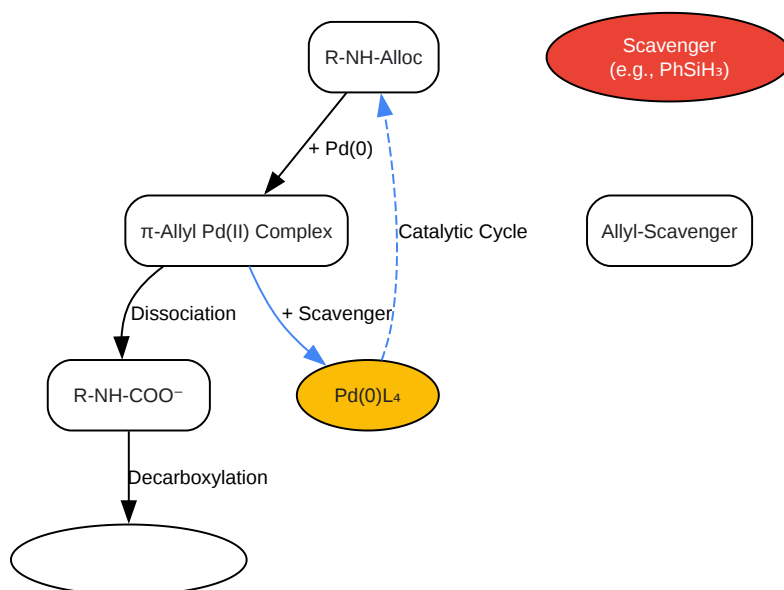 R-NH-Alloc
Scavenger
(e.g., PhSiH₃)
+ Pd(0)
π-Allyl Pd(II) Complex
Catalytic Cycle
Allyl-Scavenger
Dissociation
+ Scavenger
R-NH-COO⁻
Pd(0)L₄
Decarboxylation